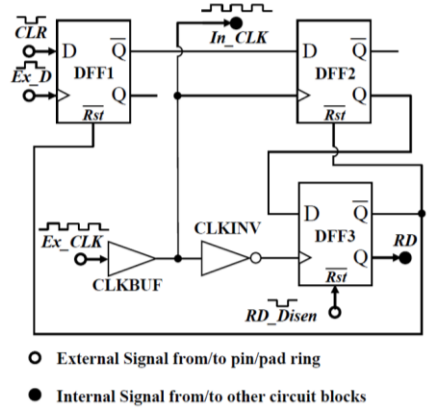 CLR
In_CLK
D Q Q
DFF1
Ex_D
Rst
D Q Q
DFF2
Rst
Ex_CLK
CLKBUF
CLKINV
D Q Q
DFF3
Rst
RD
RD_Disen
External Signal from/to pin/pad ring
Internal Signal from/to other circuit blocks